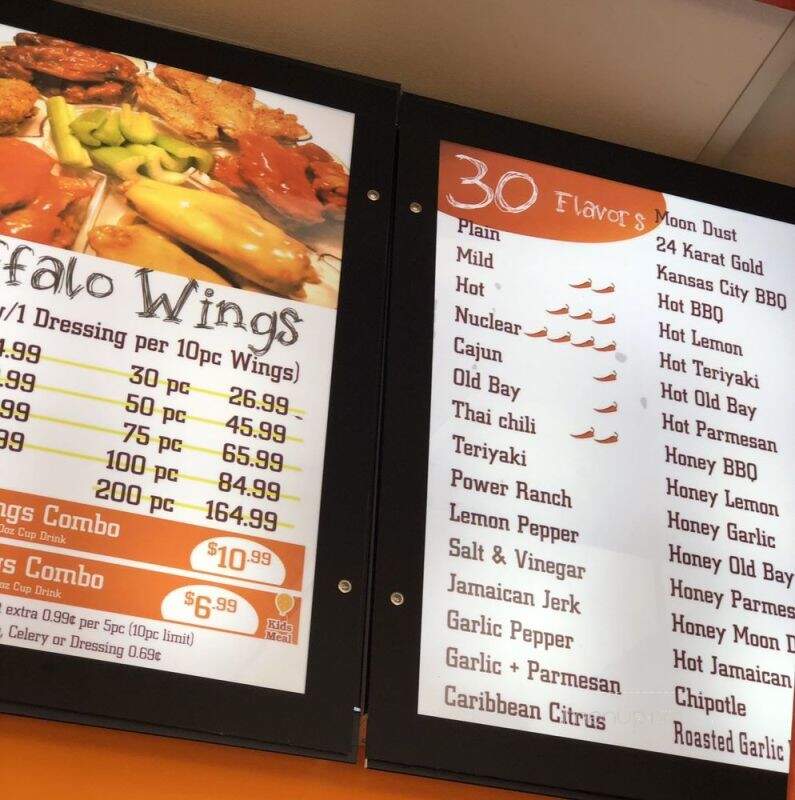 ffalo Wings
w/1 Dressing per 10pc Wings)
4.99 30 pc 26.99
.99 50 pc 45.99
.99 75 pc 65.99
99 100 pc 84.99
200 pc 164.99
ngs Combo
0oz Cup Drink
$10.99
gs Combo
oz Cup Drink
$6.99
Kids
Meal
extra 0.99¢ per 5pc (10pc limit)
, Celery or Dressing 0.69¢
30 Flavors
Plain
Mild
Hot
Nuclear
Cajun
Old Bay
Thai chili
Teriyaki
Power Ranch
Lemon Pepper
Salt & Vinegar
Jamaican Jerk
Garlic Pepper
Garlic + Parmesan
Caribbean Citrus
Moon Dust
24 Karat Gold
Kansas City BBQ
Hot BBQ
Hot Lemon
Hot Teriyaki
Hot Old Bay
Hot Parmesan
Honey BBQ
Honey Lemon
Honey Garlic
Honey Old Bay
Honey Parmes
Honey Moon D
Hot Jamaican
Chipotle
Roasted Garlic